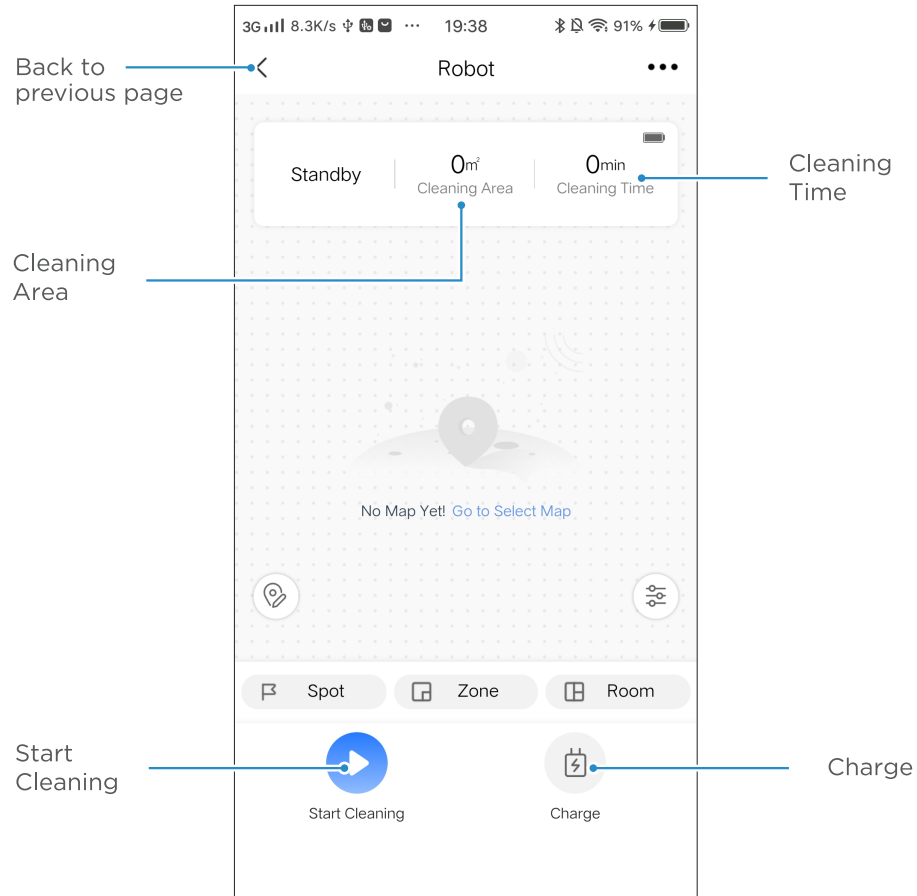 3G 8.3K/s ... 19:38 91%
Back to
previous page
Robot
Standby
0m²
Cleaning Area
0min
Cleaning Time
Cleaning
Time
Cleaning
Area
No Map Yet! Go to Select Map
Spot
Zone
Room
Start
Cleaning
Charge
Start Cleaning
Charge